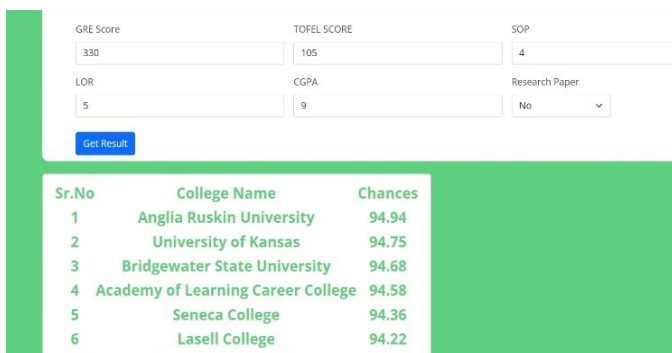 GRE Score TOFEL SCORE SOP
330 105 4
LOR CGPA Research Paper
5 9 No
Get Result
Sr.No College Name Chances
1 Anglia Ruskin University 94.94
2 University of Kansas 94.75
3 Bridgewater State University 94.68
4 Academy of Learning Career College 94.58
5 Seneca College 94.36
6 Lasell College 94.22